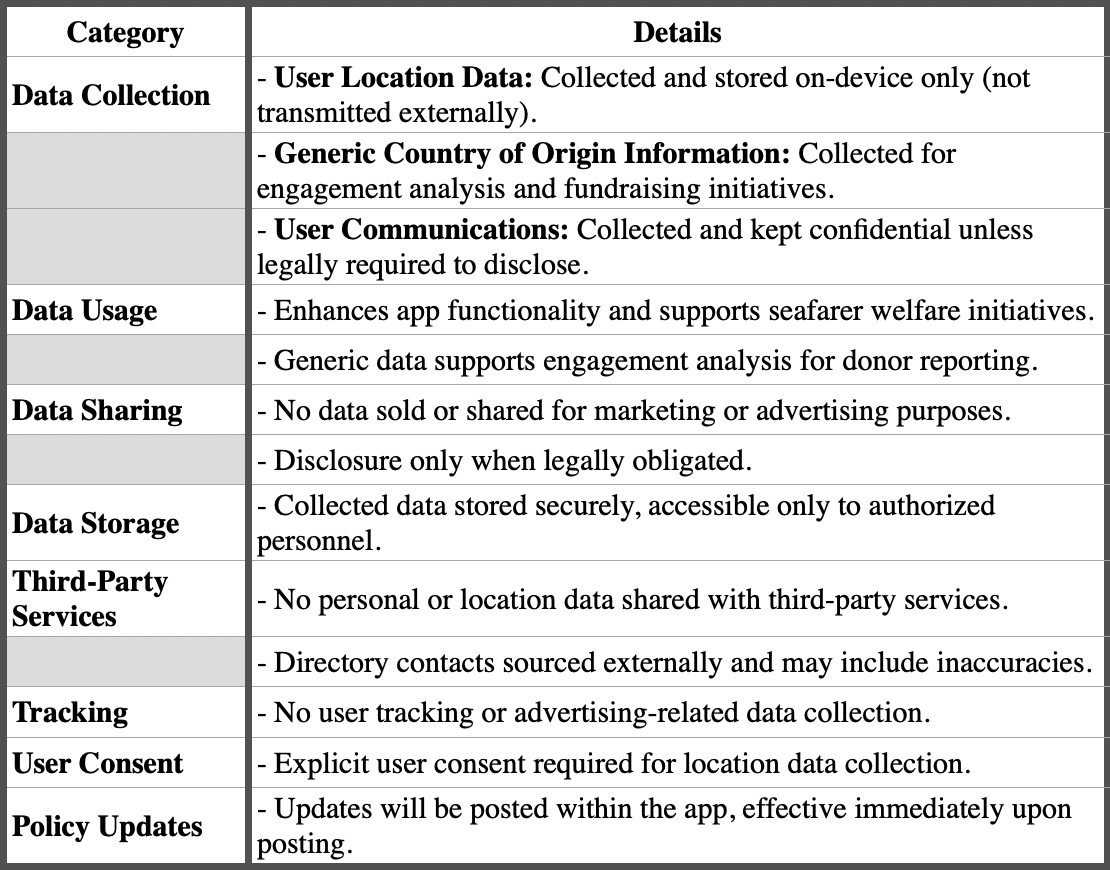 Category Details
Data Collection
- User Location Data: Collected and stored on-device only (not
transmitted externally).
- Generic Country of Origin Information: Collected for
engagement analysis and fundraising initiatives.
- User Communications: Collected and kept confidential unless
legally required to disclose.
Data Usage
- Enhances app functionality and supports seafarer welfare initiatives.
- Generic data supports engagement analysis for donor reporting.
Data Sharing
- No data sold or shared for marketing or advertising purposes.
- Disclosure only when legally obligated.
Data Storage
- Collected data stored securely, accessible only to authorized
personnel.
Third-Party
Services
- No personal or location data shared with third-party services.
- Directory contacts sourced externally and may include inaccuracies.
Tracking
- No user tracking or advertising-related data collection.
User Consent
- Explicit user consent required for location data collection.
Policy Updates
- Updates will be posted within the app, effective immediately upon
posting.